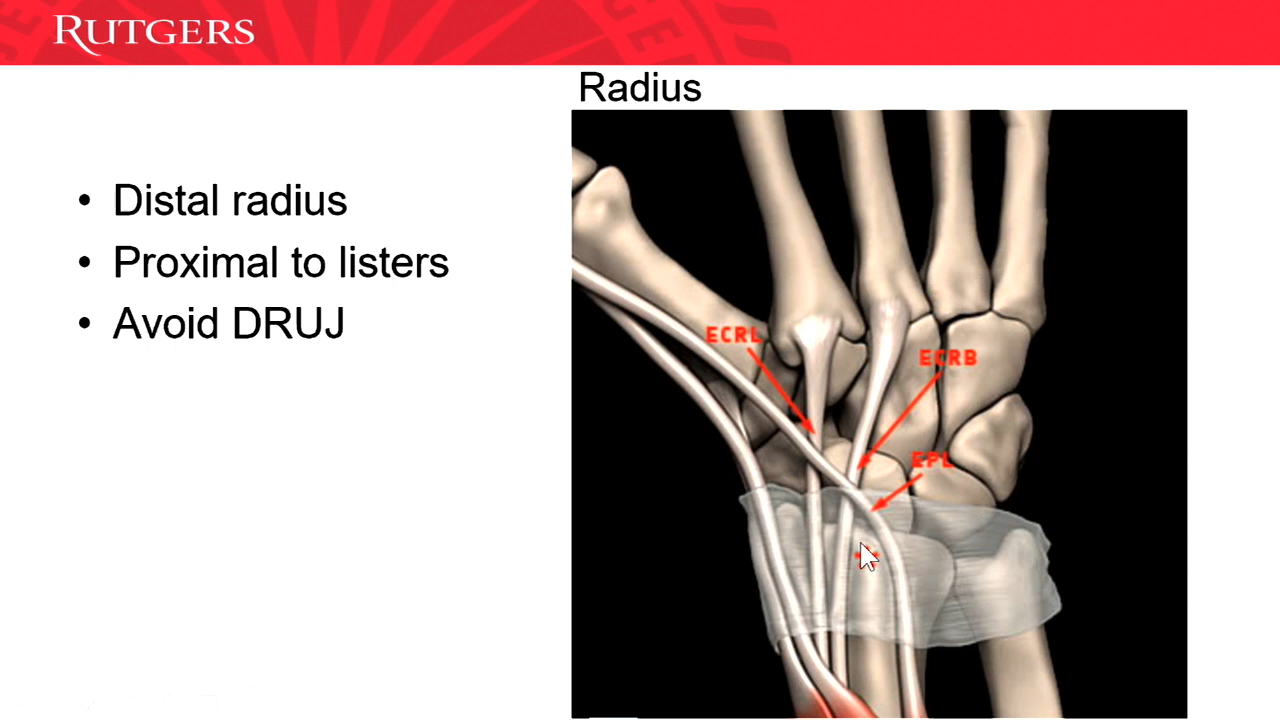 RUTGERS
Radius
• Distal radius
• Proximal to listers
• Avoid DRUJ
ECRL
ECRB
EPL